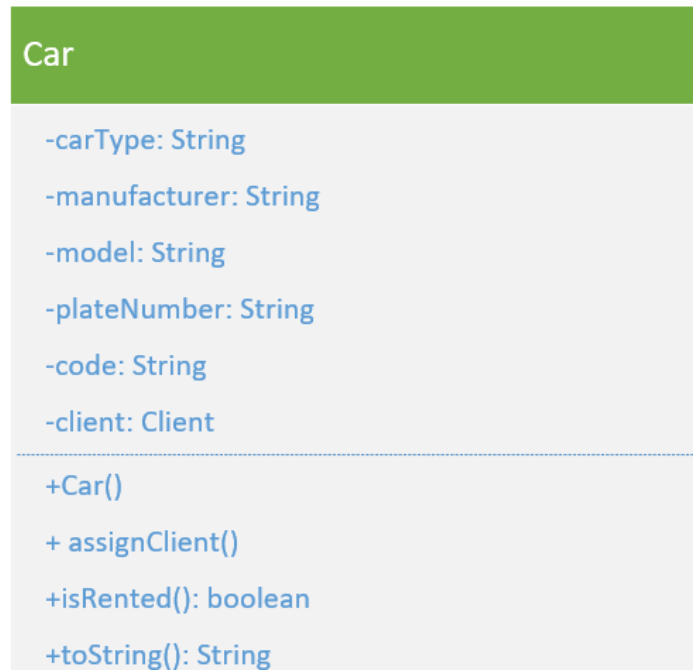 Car
-carType: String
-manufacturer: String
-model: String
-plateNumber: String
-code: String
-client: Client
+Car()
+ assignClient()
+isRented(): boolean
+toString(): String